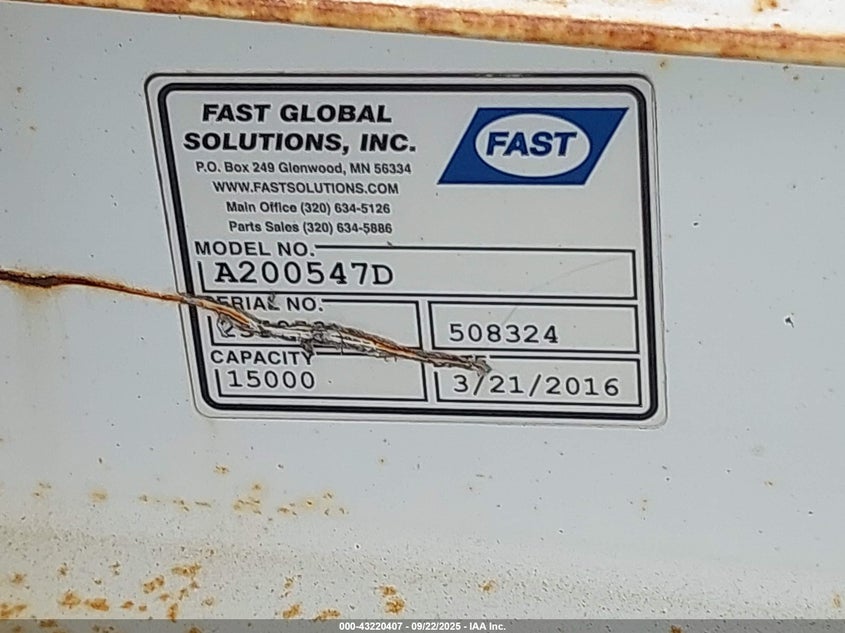 FAST GLOBAL
SOLUTIONS, INC.
FAST
P.O. Box 249 Glenwood, MN 56334
WWW.FASTSOLUTIONS.COM
Main Office (320) 634-5126
Parts Sales (320) 634-5886
MODEL NO.
A200547D
SERIAL NO.
508324
CAPACITY
15000
3/21/2016
000-43220407 - 09/22/2025 - IAA Inc.